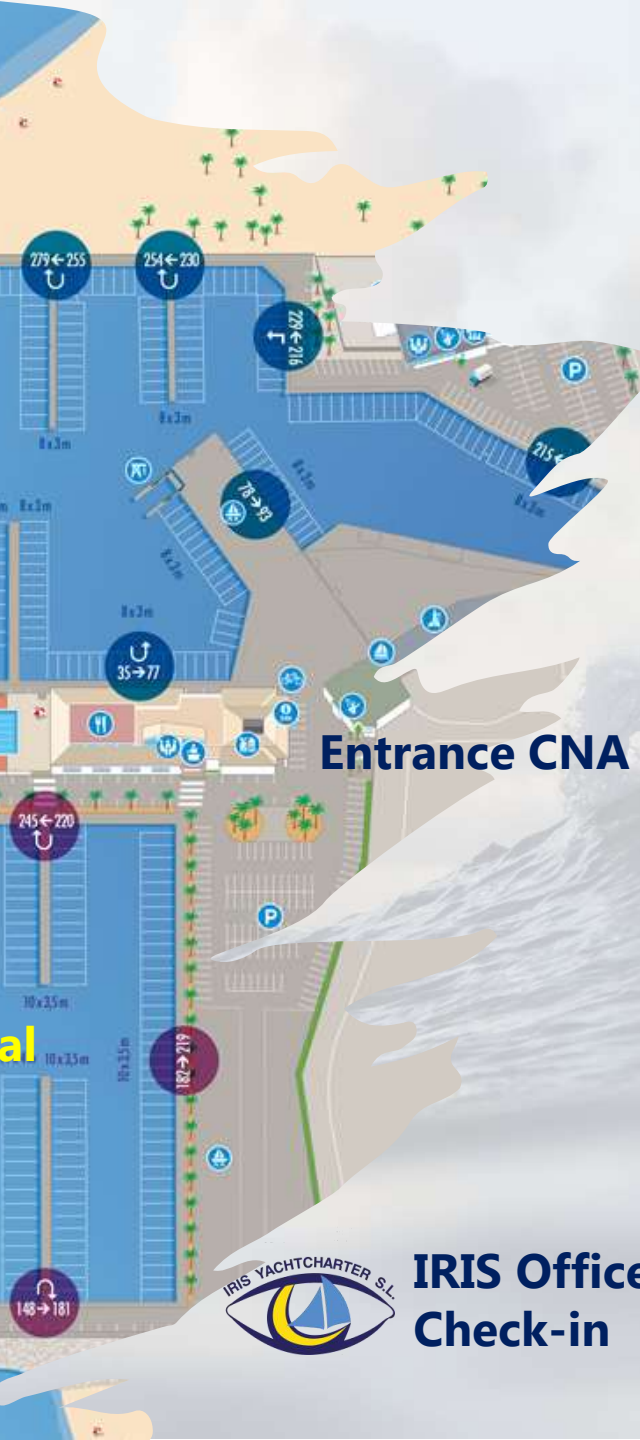 279←255
254←230
229←216
P
215←
8x3m
8x3m
8x3m
8x3m
78→93
8x3m
8x3m
8x3m
35→77
Entrance CNA
245←220
P
10x3,5m
al
10x3,5m
10x3,5m
182→219
148→181
IRIS YACHTCHARTER S.L.
IRIS Office
Check-in